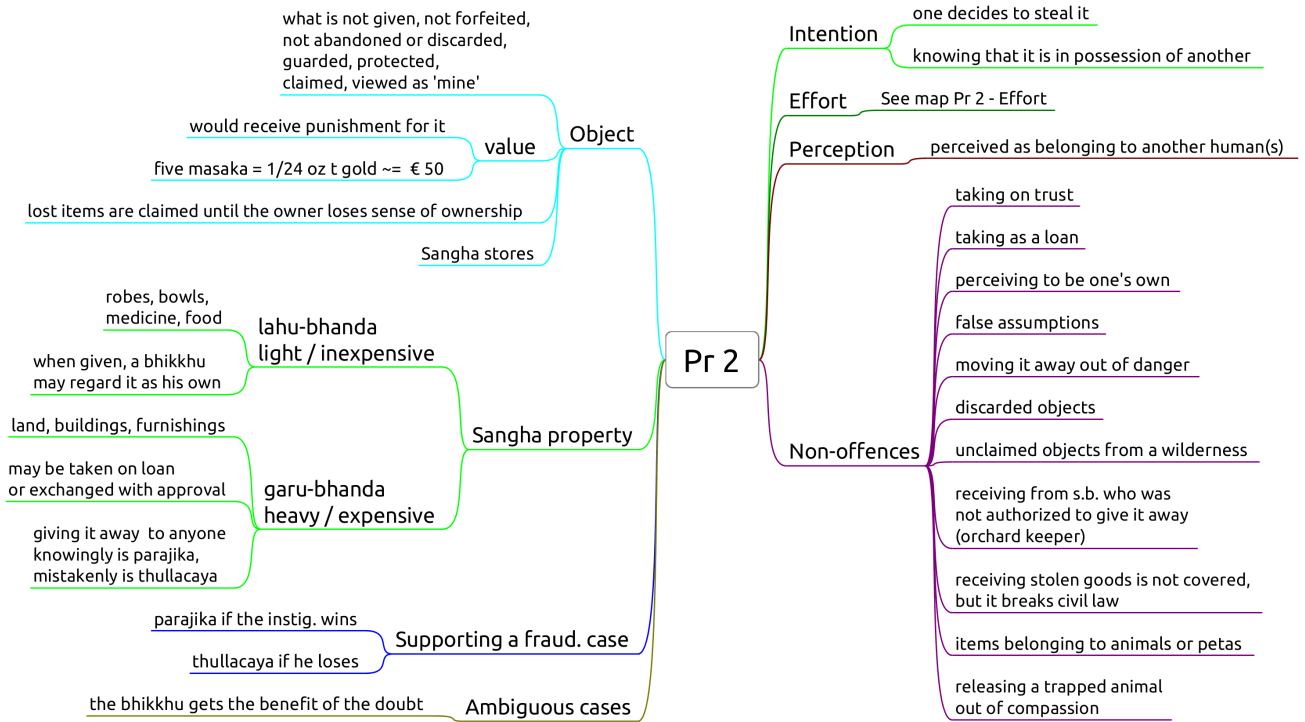 Pr 2
Intention
one decides to steal it
knowing that it is in possession of another
Effort
See map Pr 2 - Effort
Perception
perceived as belonging to another human(s)
Non-offences
taking on trust
taking as a loan
perceiving to be one's own
false assumptions
moving it away out of danger
discarded objects
unclaimed objects from a wilderness
receiving from s.b. who was
not authorized to give it away
(orchard keeper)
receiving stolen goods is not covered,
but it breaks civil law
items belonging to animals or petas
releasing a trapped animal
out of compassion
Object
what is not given, not forfeited,
not abandoned or discarded,
guarded, protected,
claimed, viewed as 'mine'
value
would receive punishment for it
five masaka = 1/24 oz t gold ~=  € 50
lost items are claimed until the owner loses sense of ownership
Sangha stores
Sangha property
lahu-bhanda
light / inexpensive
robes, bowls,
medicine, food
when given, a bhikkhu
may regard it as his own
garu-bhanda
heavy / expensive
land, buildings, furnishings
may be taken on loan
or exchanged with approval
giving it away  to anyone
knowingly is parajika,
mistakenly is thullacaya
Supporting a fraud. case
parajika if the instig. wins
thullacaya if he loses
Ambiguous cases
the bhikkhu gets the benefit of the doubt